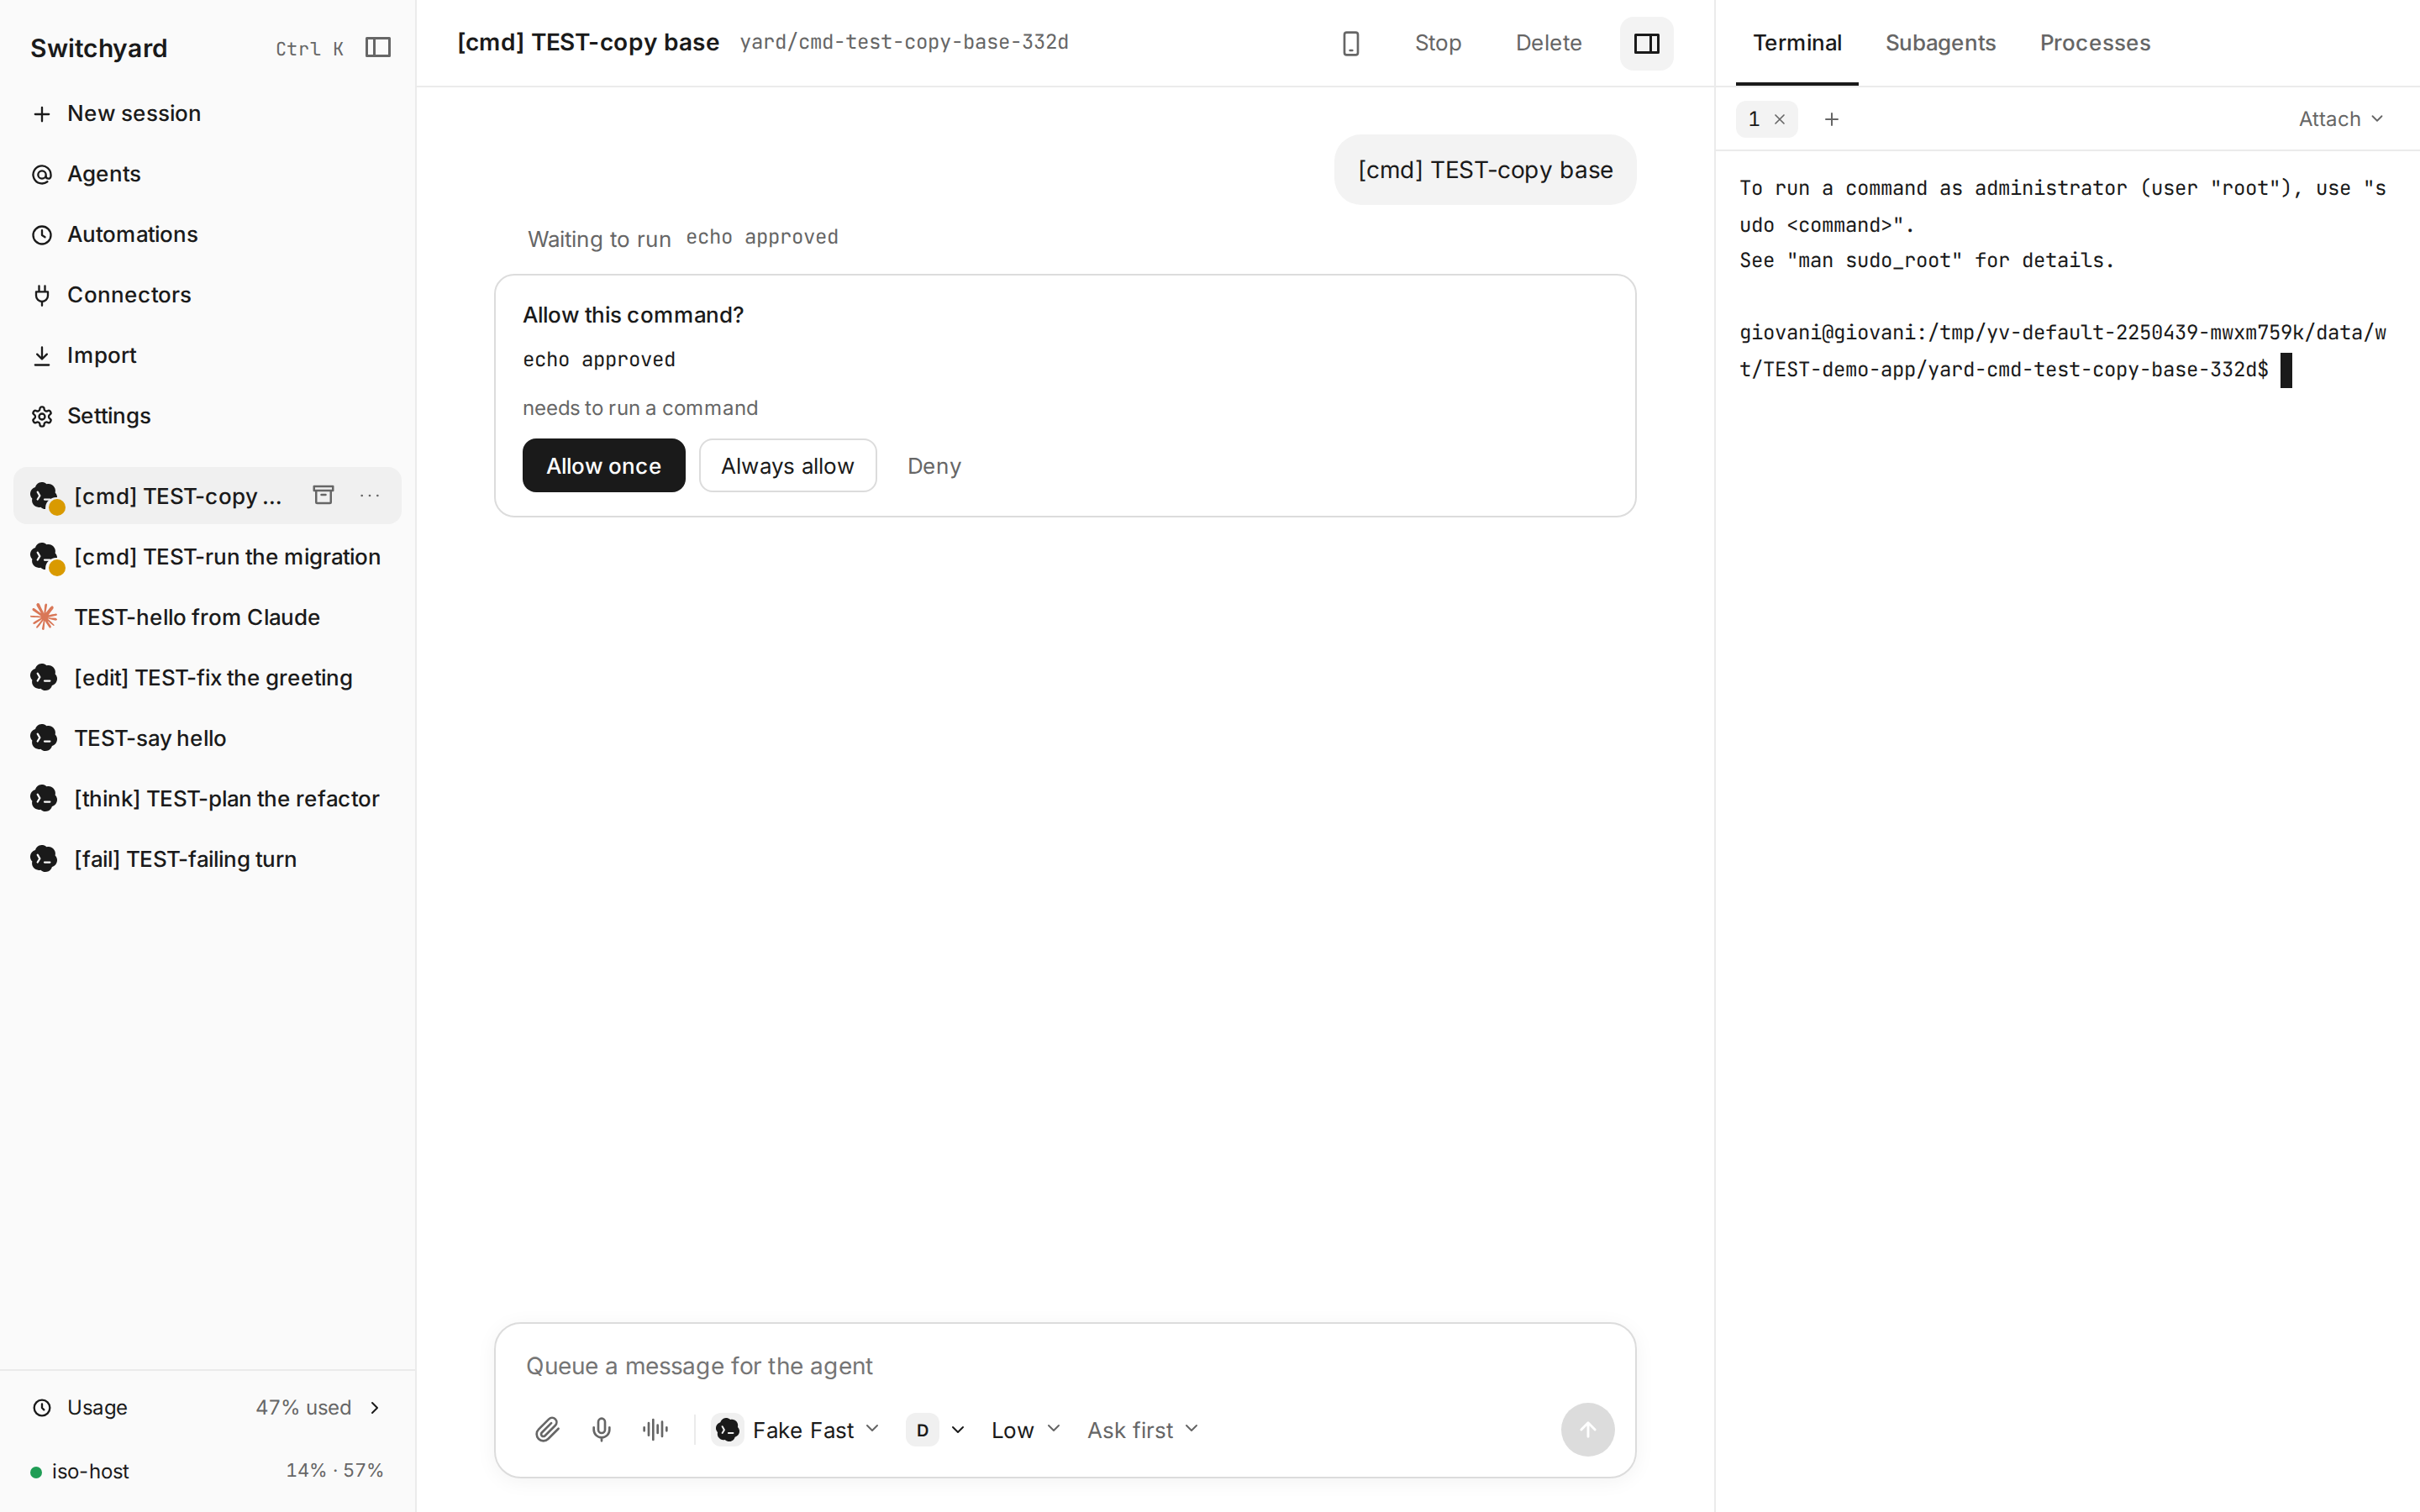 Switchyard Ctrl K
New session
Agents
Automations
Connectors
Import
Settings
[cmd] TEST-copy ...
[cmd] TEST-run the migration
TEST-hello from Claude
[edit] TEST-fix the greeting
TEST-say hello
[think] TEST-plan the refactor
[fail] TEST-failing turn
Usage 47% used
iso-host 14% · 57%
[cmd] TEST-copy base yard/cmd-test-copy-base-332d Stop Delete
[cmd] TEST-copy base
Waiting to run echo approved
Allow this command?
echo approved
needs to run a command
Allow once Always allow Deny
Queue a message for the agent
Fake Fast D Low Ask first
Terminal Subagents Processes
1 Attach
To run a command as administrator (user "root"), use "s
udo <command>".
See "man sudo_root" for details.
giovani@giovani:/tmp/yv-default-2250439-mwxm759k/data/w
t/TEST-demo-app/yard-cmd-test-copy-base-332d$